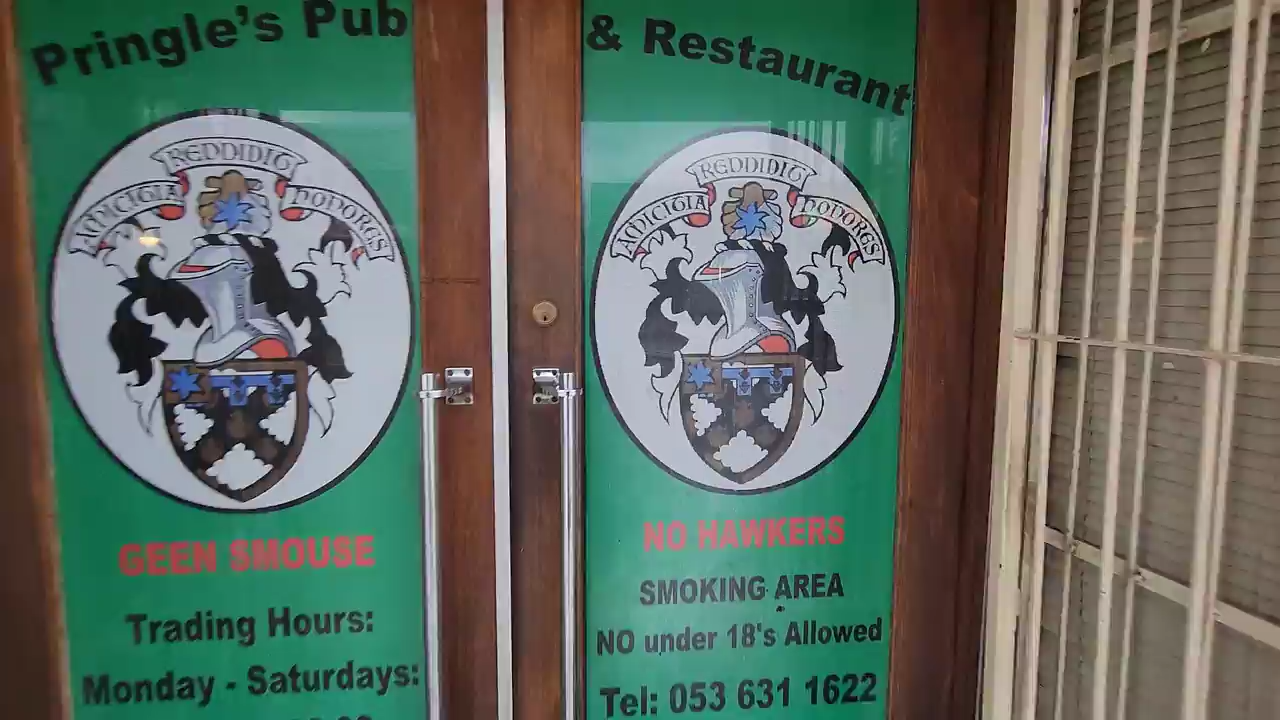 Pringle's Pub
& Restaurant
REDDIDIT
AMICITIA
HONORES
GEEN SMOUSE
Trading Hours:
Monday - Saturdays:
REDDIDIT
AMICITIA
HONORES
NO HAWKERS
SMOKING AREA
NO under 18's Allowed
Tel: 053 631 1622